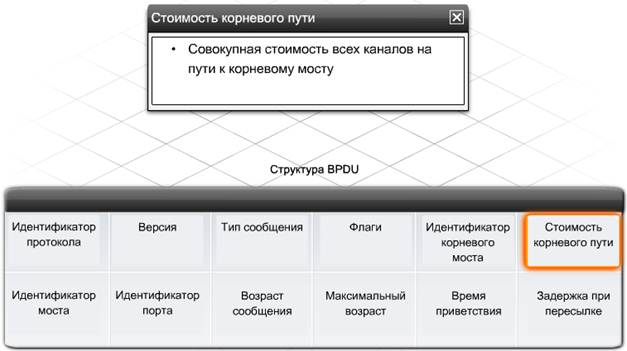 Стоимость корневого пути
• Совокупная стоимость всех каналов на
пути к корневому мосту
Структура BPDU
Идентификатор
протокола
Версия
Тип сообщения
Флаги
Идентификатор
корневого
моста
Стоимость
корневого пути
Идентификатор
моста
Идентификатор
порта
Возраст
сообщения
Максимальный
возраст
Время
приветствия
Задержка при
пересылке